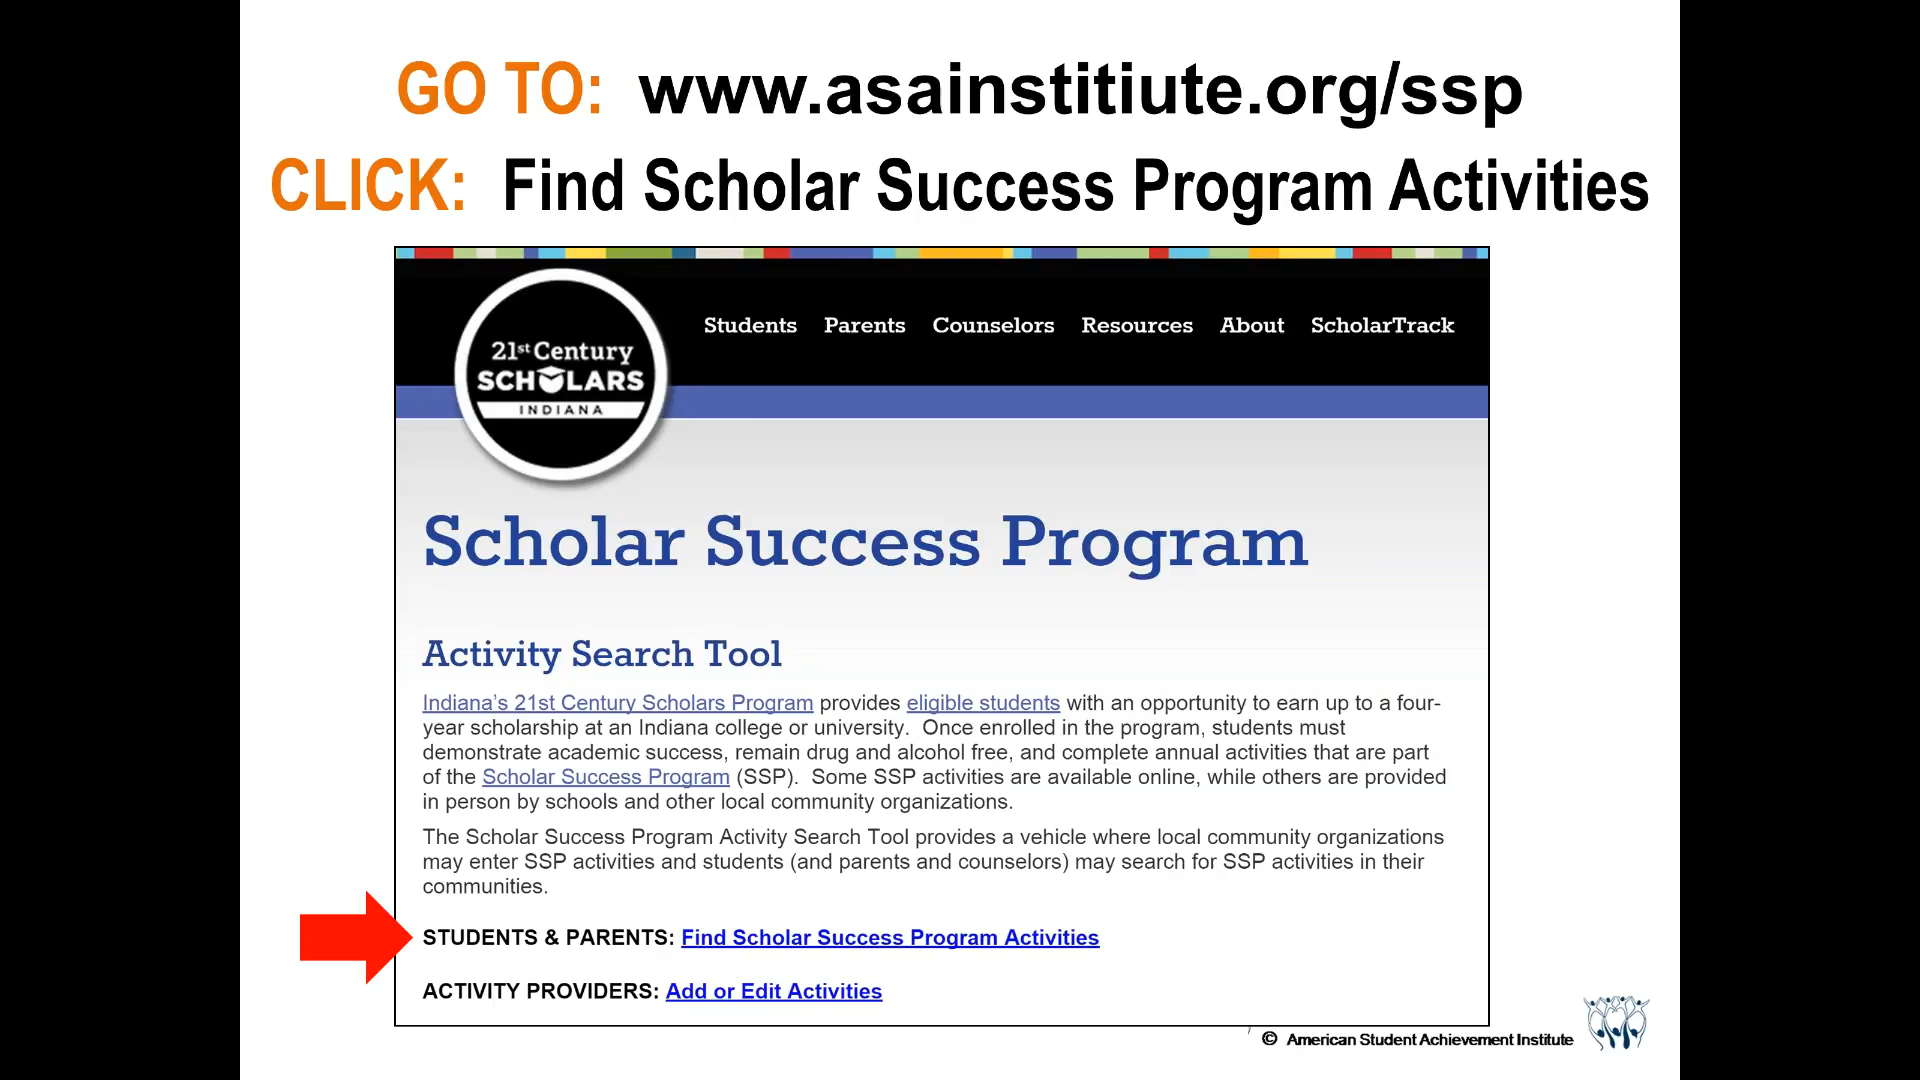 GO TO: www.asainstitiute.org/ssp
CLICK: Find Scholar Success Program Activities
21st Century
SCHOLARS
INDIANA
Students Parents Counselors Resources About ScholarTrack
Scholar Success Program
Activity Search Tool
Indiana’s 21st Century Scholars Program provides eligible students with an opportunity to earn up to a four-
year scholarship at an Indiana college or university. Once enrolled in the program, students must
demonstrate academic success, remain drug and alcohol free, and complete annual activities that are part
of the Scholar Success Program (SSP). Some SSP activities are available online, while others are provided
in person by schools and other local community organizations.
The Scholar Success Program Activity Search Tool provides a vehicle where local community organizations
may enter SSP activities and students (and parents and counselors) may search for SSP activities in their
communities.
STUDENTS & PARENTS: Find Scholar Success Program Activities
ACTIVITY PROVIDERS: Add or Edit Activities
© American Student Achievement Institute